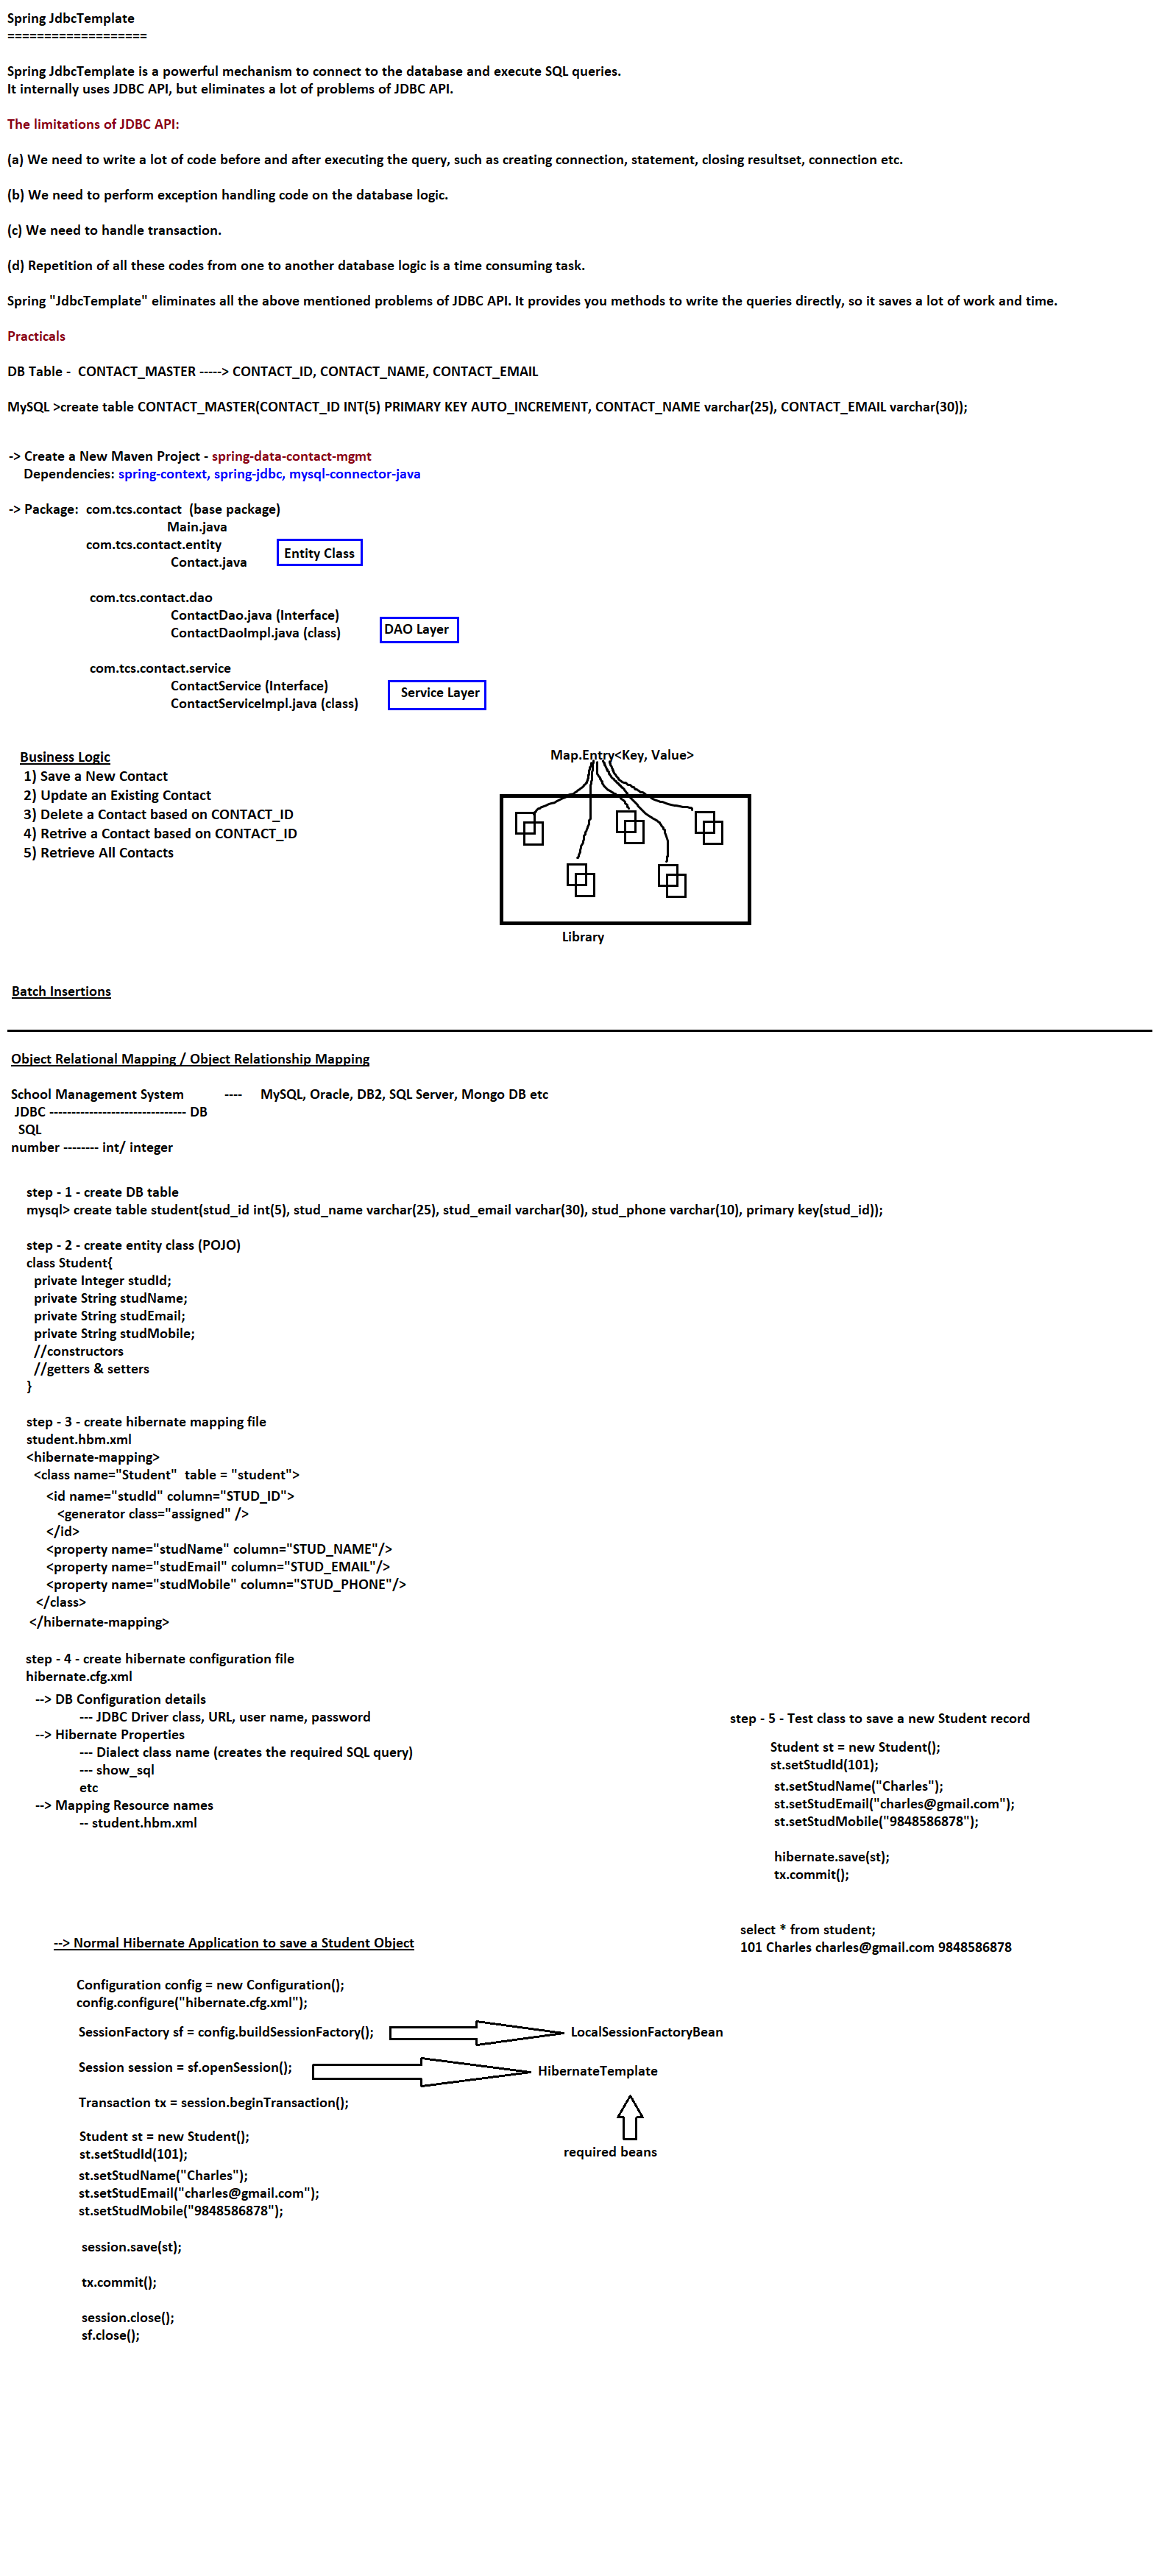 Spring JdbcTemplate
===================
Spring JdbcTemplate is a powerful mechanism to connect to the database and execute SQL queries.
It internally uses JDBC API, but eliminates a lot of problems of JDBC API.
The limitations of JDBC API:
(a) We need to write a lot of code before and after executing the query, such as creating connection, statement, closing resultset, connection etc.
(b) We need to perform exception handling code on the database logic.
(c) We need to handle transaction.
(d) Repetition of all these codes from one to another database logic is a time consuming task.
Spring "JdbcTemplate" eliminates all the above mentioned problems of JDBC API. It provides you methods to write the queries directly, so it saves a lot of work and time.
Practicals
DB Table -  CONTACT_MASTER -----> CONTACT_ID, CONTACT_NAME, CONTACT_EMAIL
MySQL >create table CONTACT_MASTER(CONTACT_ID INT(5) PRIMARY KEY AUTO_INCREMENT, CONTACT_NAME varchar(25), CONTACT_EMAIL varchar(30));
-> Create a New Maven Project - spring-data-contact-mgmt
Dependencies: spring-context, spring-jdbc, mysql-connector-java
-> Package:  com.tcs.contact  (base package)
Main.java
com.tcs.contact.entity
Entity Class
Contact.java
com.tcs.contact.dao
ContactDao.java (Interface)
ContactDaoImpl.java (class)
DAO Layer
com.tcs.contact.service
ContactService (Interface)
Service Layer
ContactServiceImpl.java (class)
Business Logic
1) Save a New Contact
2) Update an Existing Contact
3) Delete a Contact based on CONTACT_ID
4) Retrive a Contact based on CONTACT_ID
5) Retrieve All Contacts
Map.Entry<Key, Value>
Library
Batch Insertions
Object Relational Mapping / Object Relationship Mapping
School Management System ---- MySQL, Oracle, DB2, SQL Server, Mongo DB etc
JDBC ------------------------------- DB
SQL
number -------- int/ integer
step - 1 - create DB table
mysql> create table student(stud_id int(5), stud_name varchar(25), stud_email varchar(30), stud_phone varchar(10), primary key(stud_id));
step - 2 - create entity class (POJO)
class Student{
private Integer studId;
private String studName;
private String studEmail;
private String studMobile;
//constructors
//getters & setters
}
step - 3 - create hibernate mapping file
student.hbm.xml
<hibernate-mapping>
<class name="Student"  table = "student">
<id name="studId" column="STUD_ID">
<generator class="assigned" />
</id>
<property name="studName" column="STUD_NAME"/>
<property name="studEmail" column="STUD_EMAIL"/>
<property name="studMobile" column="STUD_PHONE"/>
</class>
</hibernate-mapping>
step - 4 - create hibernate configuration file
hibernate.cfg.xml
--> DB Configuration details
--- JDBC Driver class, URL, user name, password
--> Hibernate Properties
--- Dialect class name (creates the required SQL query)
--- show_sql
etc
--> Mapping Resource names
-- student.hbm.xml
step - 5 - Test class to save a new Student record
Student st = new Student();
st.setStudId(101);
st.setStudName("Charles");
st.setStudEmail("charles@gmail.com");
st.setStudMobile("9848586878");
hibernate.save(st);
tx.commit();
select * from student;
101 Charles charles@gmail.com 9848586878
--> Normal Hibernate Application to save a Student Object
Configuration config = new Configuration();
config.configure("hibernate.cfg.xml");
SessionFactory sf = config.buildSessionFactory();
LocalSessionFactoryBean
Session session = sf.openSession();
HibernateTemplate
Transaction tx = session.beginTransaction();
required beans
Student st = new Student();
st.setStudId(101);
st.setStudName("Charles");
st.setStudEmail("charles@gmail.com");
st.setStudMobile("9848586878");
session.save(st);
tx.commit();
session.close();
sf.close();